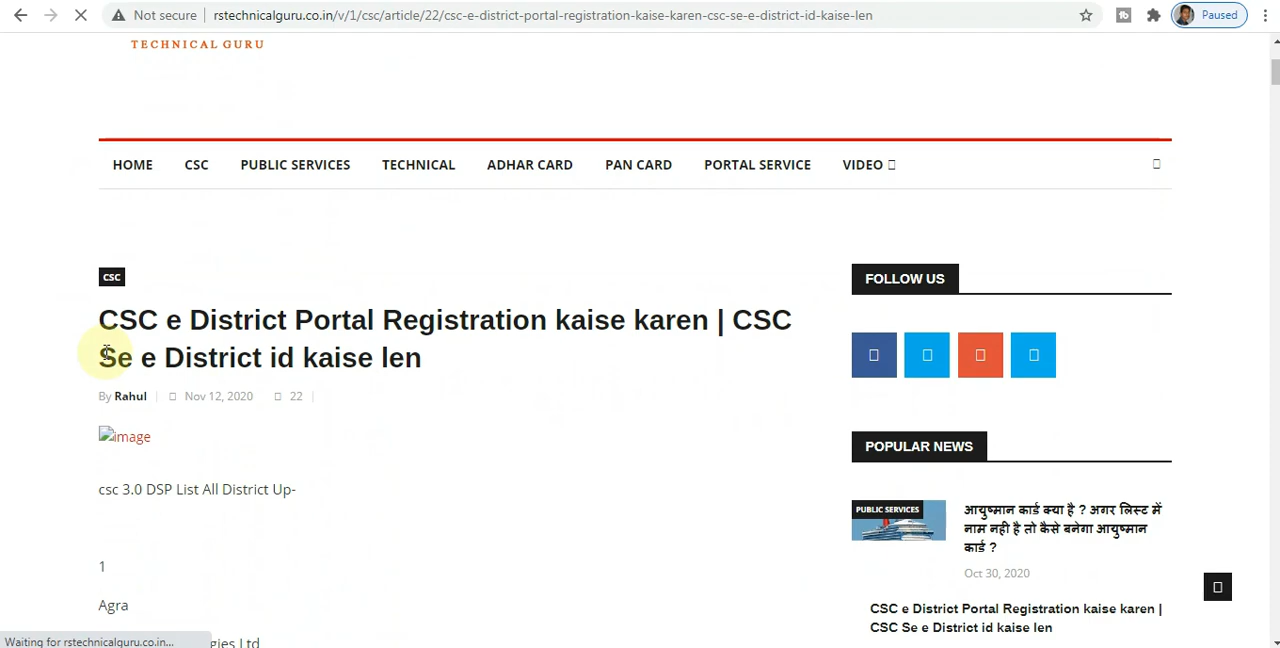 Not secure
rstechnicalguru.co.in/v/1/csc/article/22/csc-e-district-portal-registration-kaise-karen-csc-se-e-district-id-kaise-len
Paused
TECHNICAL GURU
HOME CSC PUBLIC SERVICES TECHNICAL ADHAR CARD PAN CARD PORTAL SERVICE VIDEO
CSC
CSC e District Portal Registration kaise karen | CSC
Se e District id kaise len
By Rahul Nov 12, 2020 22
image
csc 3.0 DSP List All District Up-
1
Agra
Ltd
Waiting for rstechnicalguru.co.in...
FOLLOW US
POPULAR NEWS
PUBLIC SERVICES
आयुष्मान कार्ड क्या है ? अगर लिस्ट में
नाम नही है तो कैसे बनेगा आयुष्मान
कार्ड ?
Oct 30, 2020
CSC e District Portal Registration kaise karen |
CSC Se e District id kaise len